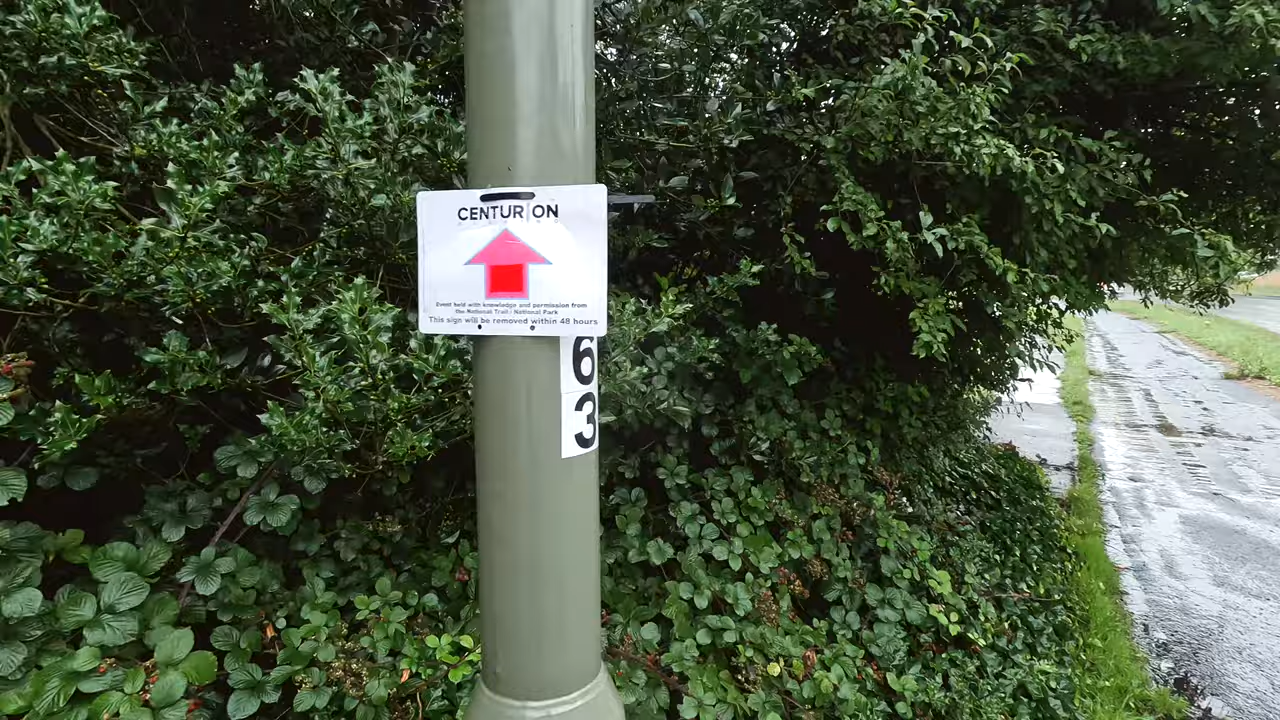 CENTURION
Event held with knowledge and permission from
the National Trail - National Park
This sign will be removed within 48 hours
6
3